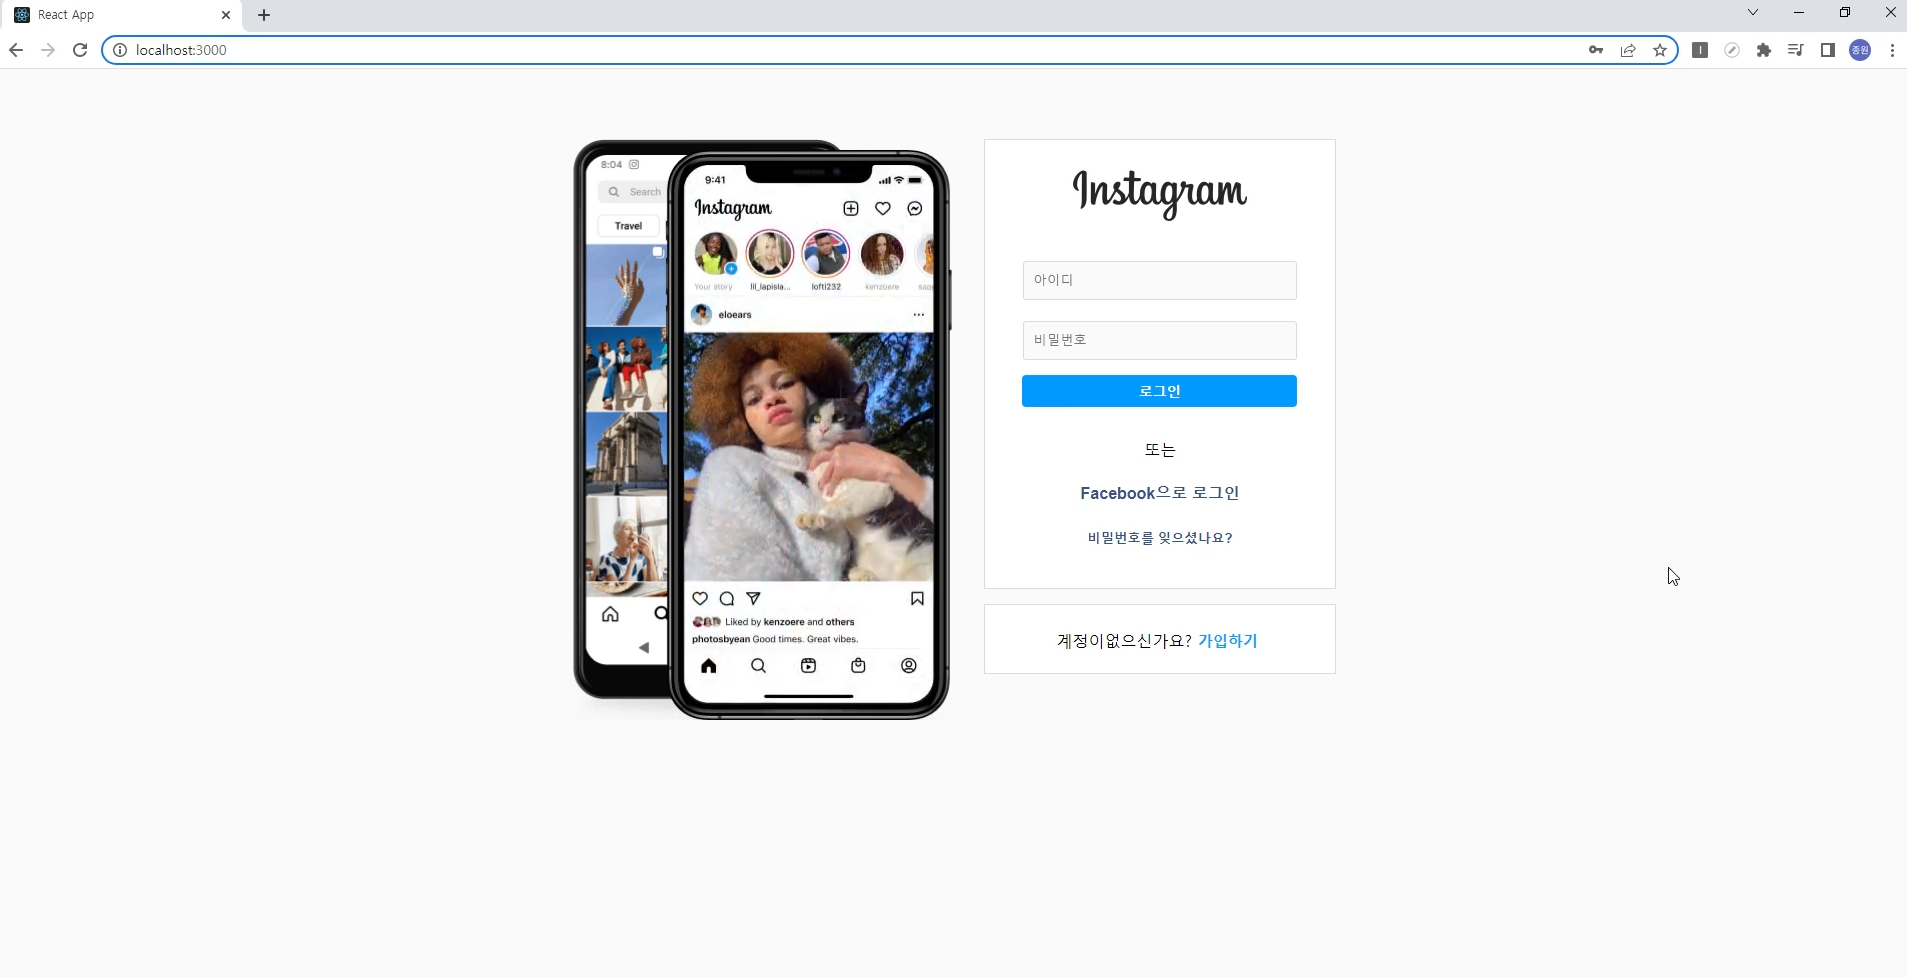 React App
localhost:3000
종원
8:04
Search
Travel
9:41
Instagram
Your story
lil_lapisla...
lofti232
kenzoere
sap
eloears
Liked by kenzoere and others
photosbyean Good times. Great vibes.
Instagram
아이디
비밀번호
로그인
또는
Facebook으로 로그인
비밀번호를 잊으셨나요?
계정이없으신가요? 가입하기